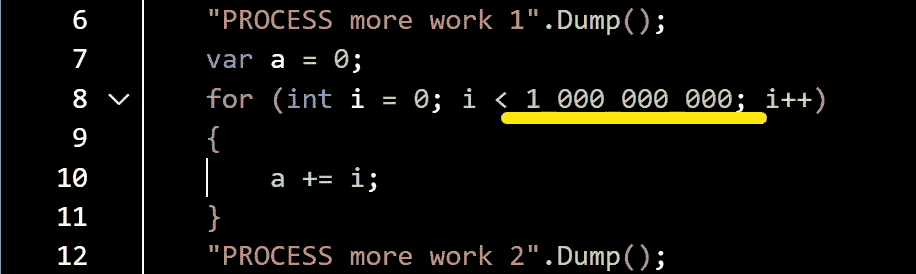 6 "PROCESS more work 1".Dump();
7 var a = 0;
8 for (int i = 0; i < 1 000 000 000; i++)
9 {
10 a += i;
11 }
12 "PROCESS more work 2".Dump();